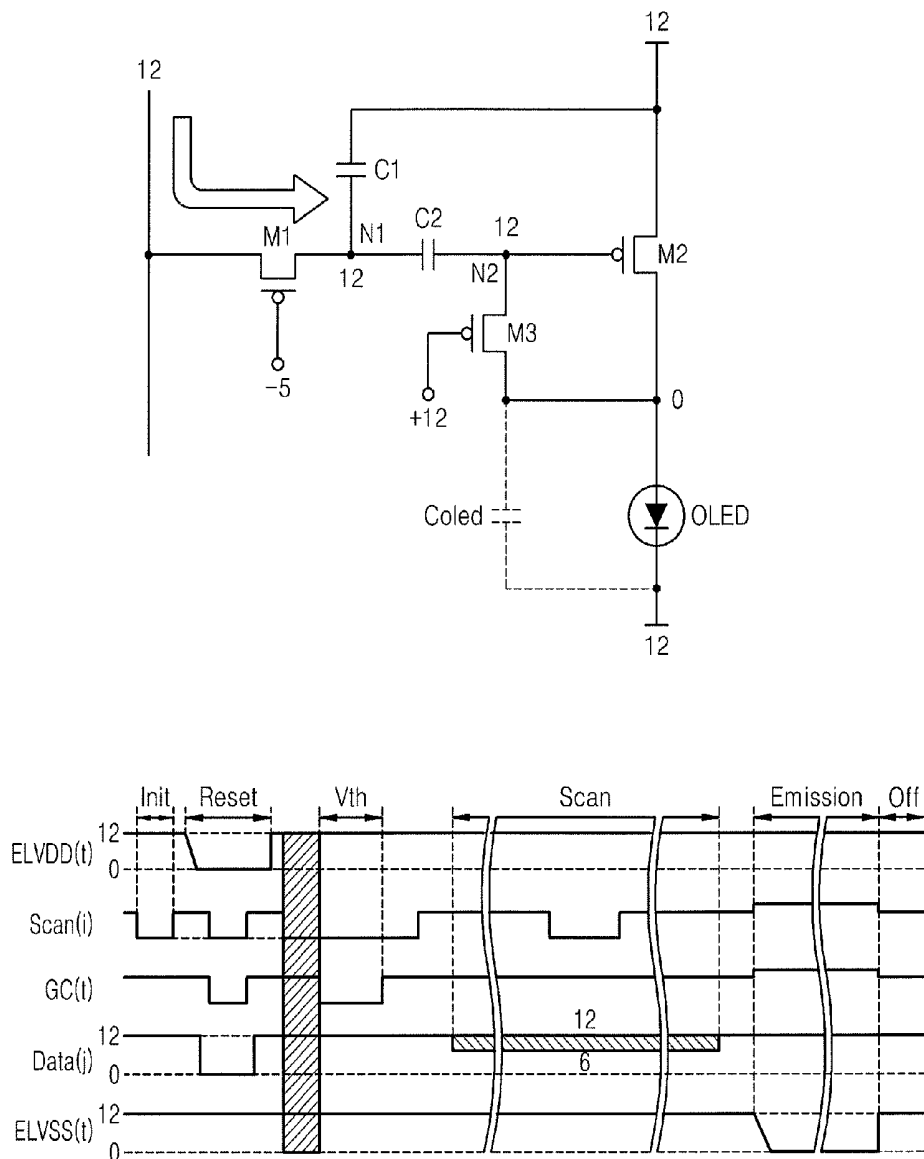 12
12
C1
C2
12
M1
N1
12
N2
M2
M3
-5
+12
0
Coled
OLED
12
Init Reset Vth Scan Emission Off
12
ELVDD(t)
0
Scan(i)
GC(t)
12
12
Data(j)
6
0
12
ELVSS(t)
0